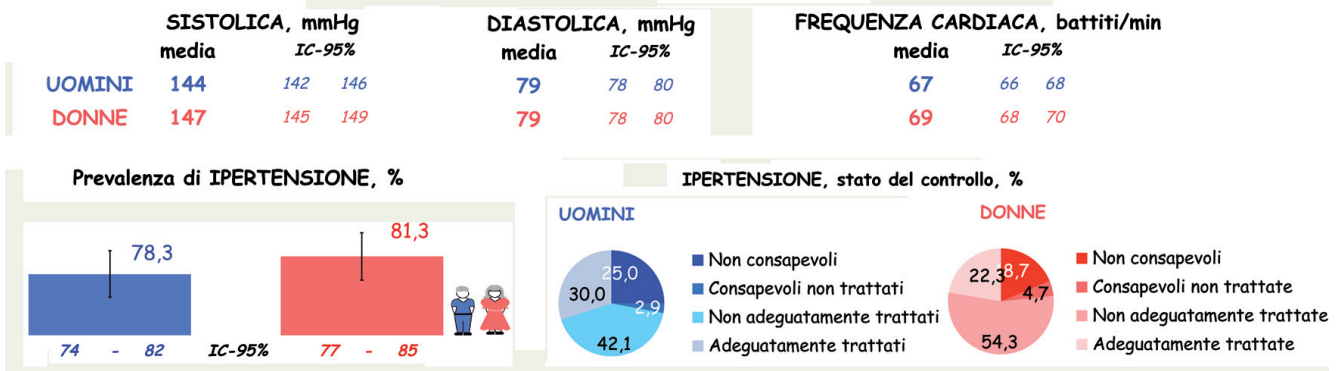 SISTOLICA, mmHg DIASTOLICA, mmHg FREQUENZA CARDIACA, battiti/min
media IC-95% media IC-95% media IC-95%
UOMINI 144 142 146 79 78 80 67 66 68
DONNE 147 145 149 79 78 80 69 68 70
Prevalenza di IPERTENSIONE, %
78,3
81,3
74 - 82 IC-95% 77 - 85
IPERTENSIONE, stato del controllo, %
UOMINI
25,0
2,9
42,1
30,0
Non consapevoli
Consapevoli non trattati
Non adeguatamente trattati
Adeguatamente trattati
DONNE
22,3
8,7
4,7
54,3
Non consapevoli
Consapevoli non trattate
Non adeguatamente trattate
Adeguatamente trattate